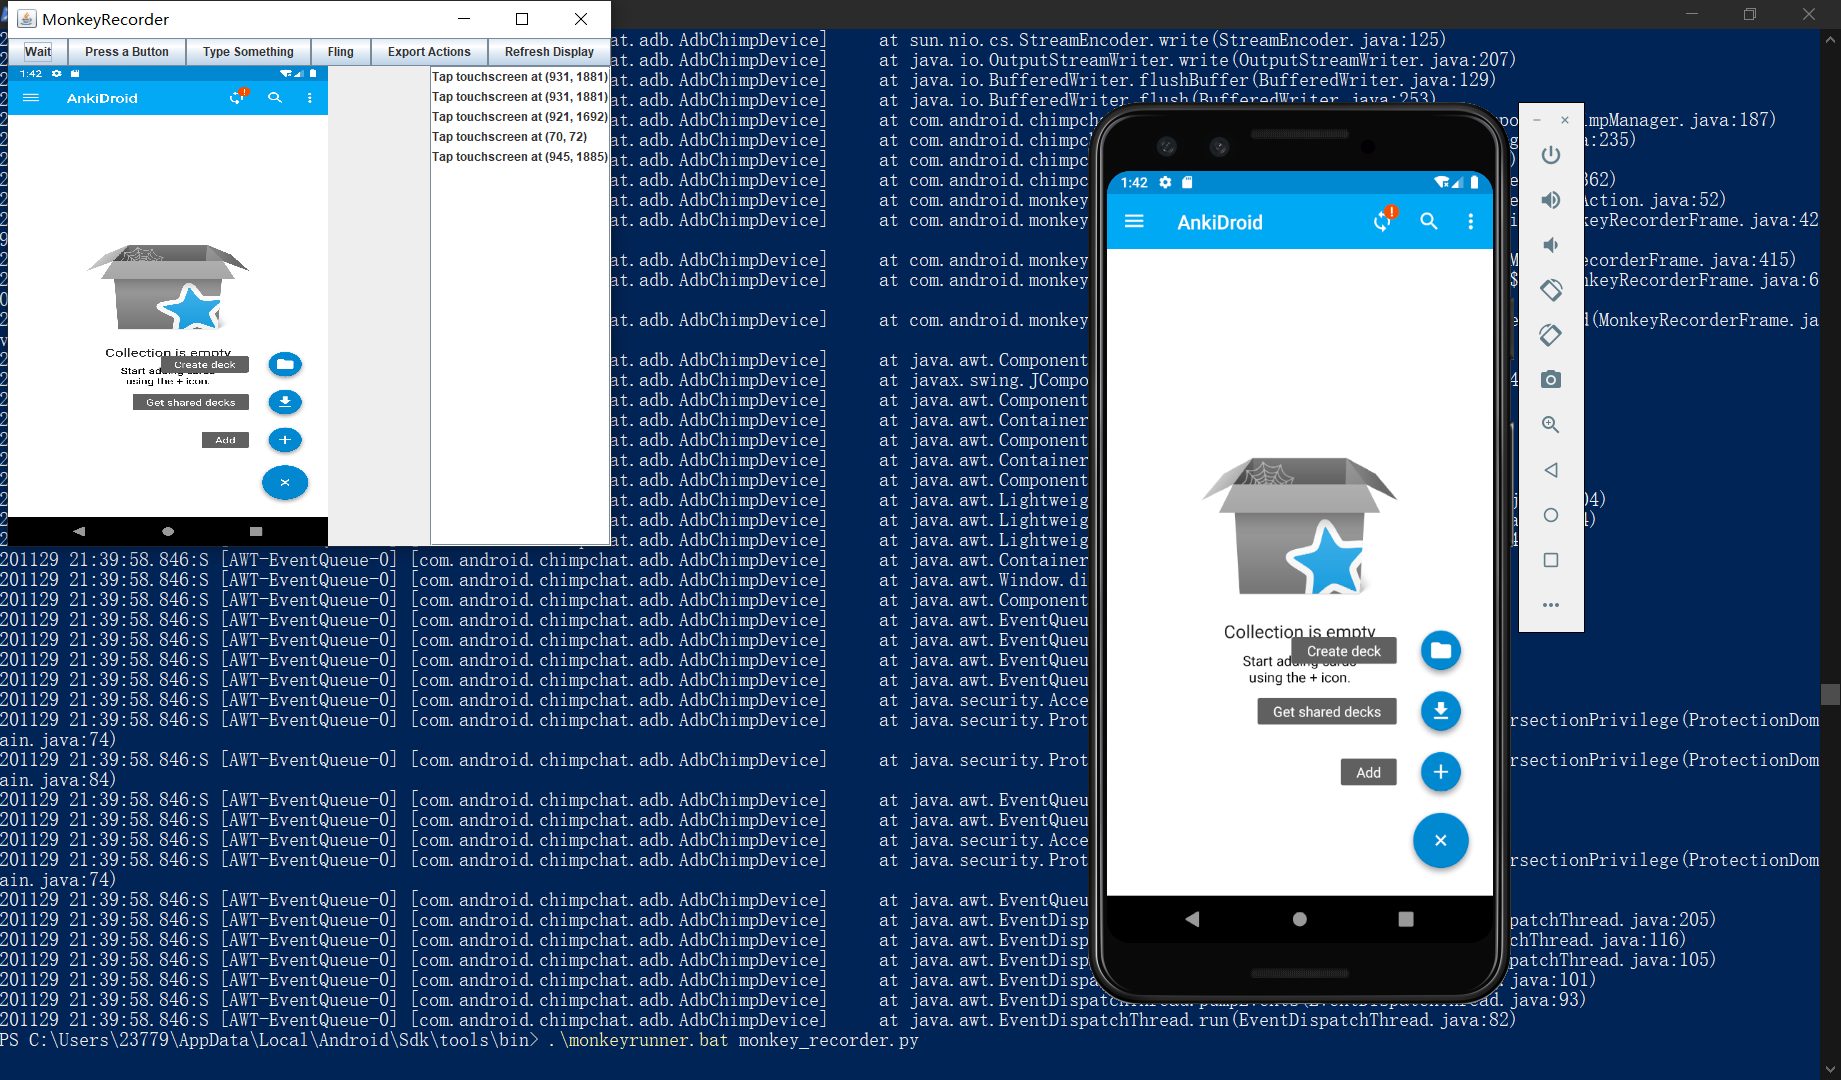 MonkeyRecorder
Wait Press a Button Type Something Fling Export Actions Refresh Display
1:42
AnkiDroid
Collection is empty
Create deck
Start adding cards
using the + icon.
Get shared decks
Add
Tap touchscreen at (931, 1881)
Tap touchscreen at (931, 1881)
Tap touchscreen at (921, 1692)
Tap touchscreen at (70, 72)
Tap touchscreen at (945, 1885)
at.adb.AdbChimpDevice] at sun.nio.cs.StreamEncoder.write(StreamEncoder.java:125)
at.adb.AdbChimpDevice] at java.io.OutputStreamWriter.write(OutputStreamWriter.java:207)
at.adb.AdbChimpDevice] at java.io.BufferedWriter.flushBuffer(BufferedWriter.java:129)
at.adb.AdbChimpDevice] at java.io.BufferedWriter.flush(BufferedWriter.java:253)
at.adb.AdbChimpDevice] at com.android.chimpch impManager.java:187)
at.adb.AdbChimpDevice] at com.android.chimpch .java:235)
at.adb.AdbChimpDevice] at com.android.chimpch
at.adb.AdbChimpDevice] at com.android.chimpch 362)
at.adb.AdbChimpDevice] at com.android.monkey Action.java:52)
at.adb.AdbChimpDevice] at com.android.monkey nkeyRecorderFrame.java:42
9
at.adb.AdbChimpDevice] at com.android.monkey ecorderFrame.java:415)
at.adb.AdbChimpDevice] at com.android.monkey nkeyRecorderFrame.java:6
0
at.adb.AdbChimpDevice] at com.android.monkey d(MonkeyRecorderFrame.ja
v
at.adb.AdbChimpDevice] at java.awt.Component
at.adb.AdbChimpDevice] at javax.swing.JCompo
at.adb.AdbChimpDevice] at java.awt.Component
at.adb.AdbChimpDevice] at java.awt.Container
at.adb.AdbChimpDevice] at java.awt.Component
at.adb.AdbChimpDevice] at java.awt.Container
at.adb.AdbChimpDevice] at java.awt.Component
at.adb.AdbChimpDevice] at java.awt.Lightweig
at.adb.AdbChimpDevice] at java.awt.Lightweig
at.adb.AdbChimpDevice] at java.awt.Lightweig
201129 21:39:58.846:S [AWT-EventQueue-0] [com.android.chimpchat.adb.AdbChimpDevice] at java.awt.Container
201129 21:39:58.846:S [AWT-EventQueue-0] [com.android.chimpchat.adb.AdbChimpDevice] at java.awt.Window.di
201129 21:39:58.846:S [AWT-EventQueue-0] [com.android.chimpchat.adb.AdbChimpDevice] at java.awt.Component
201129 21:39:58.846:S [AWT-EventQueue-0] [com.android.chimpchat.adb.AdbChimpDevice] at java.awt.EventQueu
201129 21:39:58.846:S [AWT-EventQueue-0] [com.android.chimpchat.adb.AdbChimpDevice] at java.awt.EventQueu
201129 21:39:58.846:S [AWT-EventQueue-0] [com.android.chimpchat.adb.AdbChimpDevice] at java.awt.EventQueu
201129 21:39:58.846:S [AWT-EventQueue-0] [com.android.chimpchat.adb.AdbChimpDevice] at java.awt.EventQueu
201129 21:39:58.846:S [AWT-EventQueue-0] [com.android.chimpchat.adb.AdbChimpDevice] at java.security.Acce
201129 21:39:58.846:S [AWT-EventQueue-0] [com.android.chimpchat.adb.AdbChimpDevice] at java.security.Prot rsectionPrivilege(ProtectionDom
ain.java:74)
201129 21:39:58.846:S [AWT-EventQueue-0] [com.android.chimpchat.adb.AdbChimpDevice] at java.security.Prot rsectionPrivilege(ProtectionDom
ain.java:84)
201129 21:39:58.846:S [AWT-EventQueue-0] [com.android.chimpchat.adb.AdbChimpDevice] at java.awt.EventQueu
201129 21:39:58.846:S [AWT-EventQueue-0] [com.android.chimpchat.adb.AdbChimpDevice] at java.awt.EventQueu
201129 21:39:58.846:S [AWT-EventQueue-0] [com.android.chimpchat.adb.AdbChimpDevice] at java.security.Acce
201129 21:39:58.846:S [AWT-EventQueue-0] [com.android.chimpchat.adb.AdbChimpDevice] at java.security.Prot rsectionPrivilege(ProtectionDom
ain.java:74)
201129 21:39:58.846:S [AWT-EventQueue-0] [com.android.chimpchat.adb.AdbChimpDevice] at java.awt.EventQueu
201129 21:39:58.846:S [AWT-EventQueue-0] [com.android.chimpchat.adb.AdbChimpDevice] at java.awt.EventDisp patchThread.java:205)
201129 21:39:58.846:S [AWT-EventQueue-0] [com.android.chimpchat.adb.AdbChimpDevice] at java.awt.EventDisp chThread.java:116)
201129 21:39:58.846:S [AWT-EventQueue-0] [com.android.chimpchat.adb.AdbChimpDevice] at java.awt.EventDisp patchThread.java:105)
201129 21:39:58.846:S [AWT-EventQueue-0] [com.android.chimpchat.adb.AdbChimpDevice] at java.awt.EventDispa .java:101)
201129 21:39:58.846:S [AWT-EventQueue-0] [com.android.chimpchat.adb.AdbChimpDevice] at java.awt.EventDispatchThread.pumpEvents(EventDispatchThread.java:93)
201129 21:39:58.846:S [AWT-EventQueue-0] [com.android.chimpchat.adb.AdbChimpDevice] at java.awt.EventDispatchThread.run(EventDispatchThread.java:82)
PS C:\Users\23779\AppData\Local\Android\Sdk\tools\bin> .\monkeyrunner.bat monkey_recorder.py
1:42
AnkiDroid
Collection is empty
Create deck
Start adding cards
using the + icon.
Get shared decks
Add